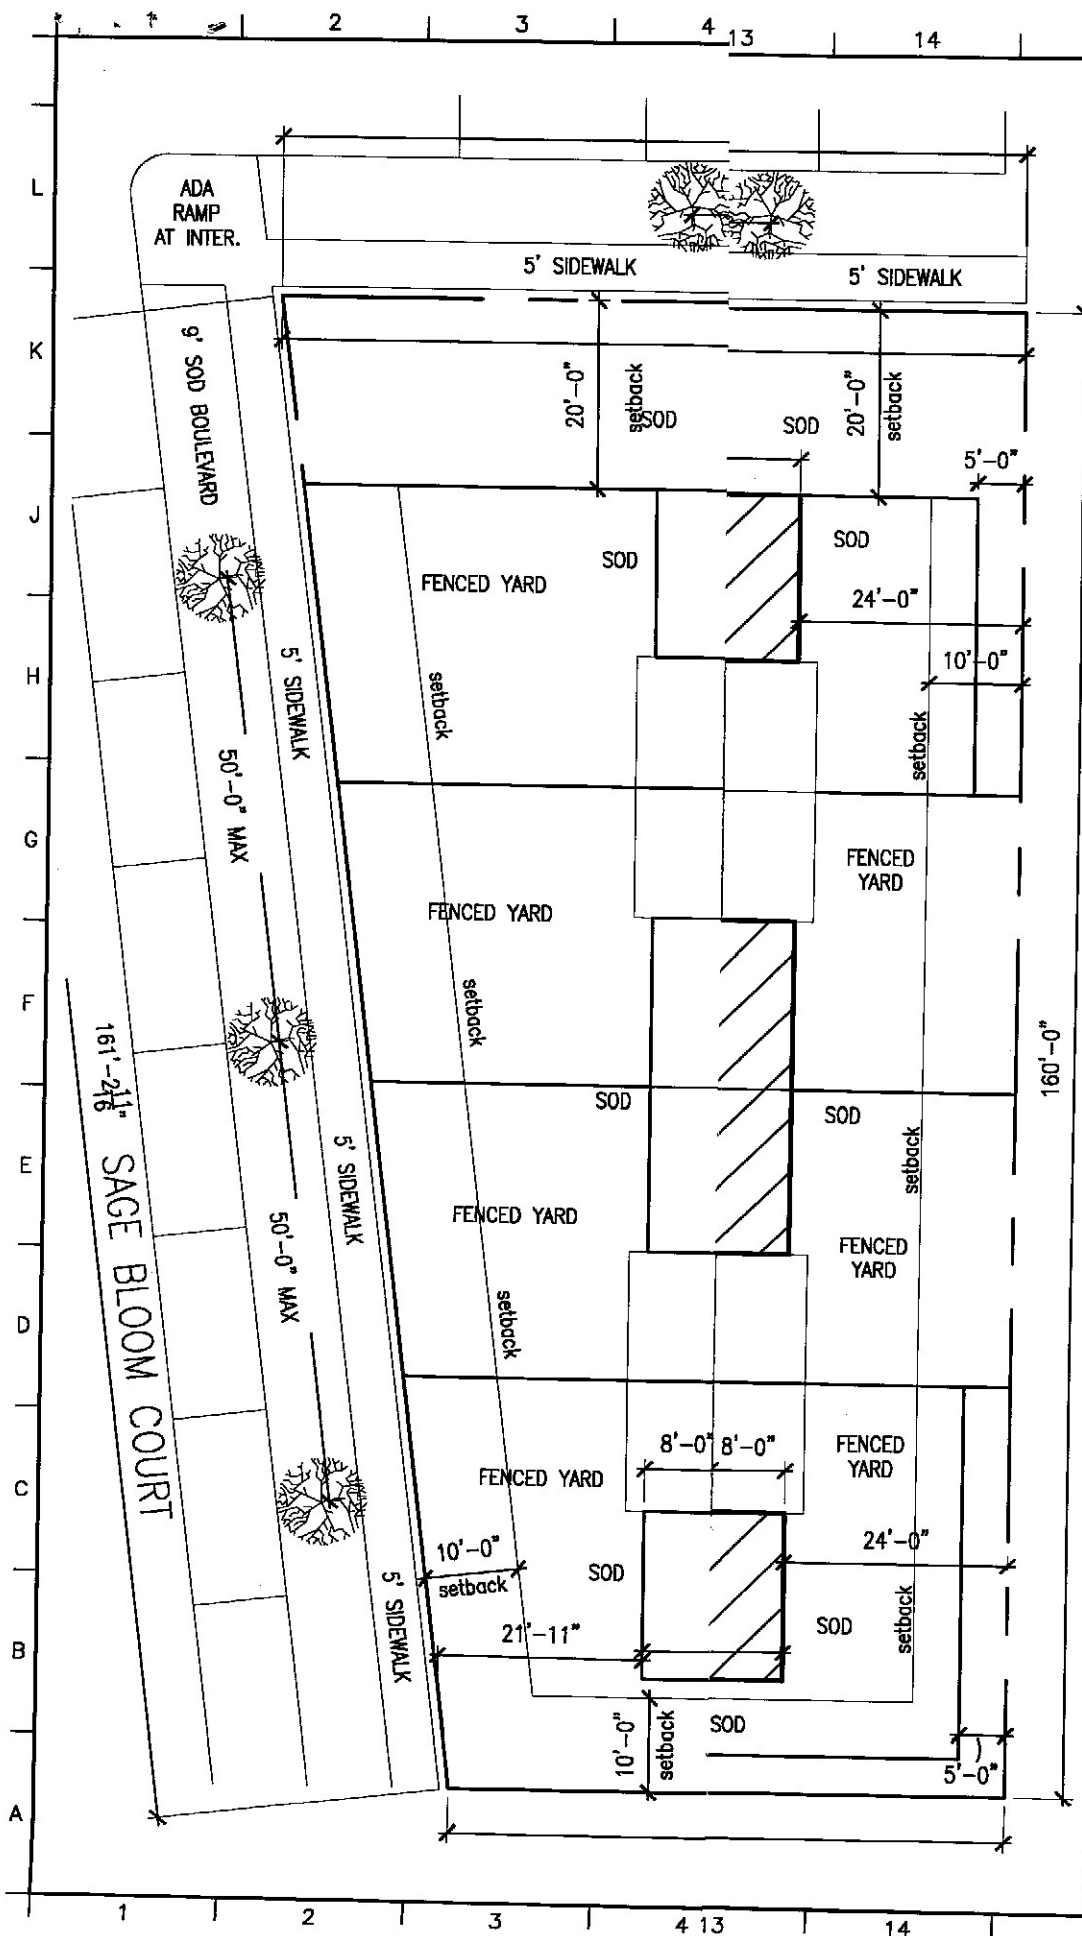 2
3
4
13
14
L
ADA
RAMP
AT INTER.
5' SIDEWALK
5' SIDEWALK
K
9' SOD BOULEVARD
20'-0"
setback
SOD
SOD
20'-0"
setback
5'-0"
J
SOD
SOD
FENCED YARD
24'-0"
H
5' SIDEWALK
setback
10'-0"
setback
50'-0" MAX
G
FENCED
YARD
FENCED YARD
F
setback
160'-0"
161'-2 11/16"
SAGE BLOOM COURT
SOD
SOD
E
5' SIDEWALK
setback
FENCED YARD
50'-0" MAX
FENCED
YARD
D
setback
8'-0"
8'-0"
FENCED
YARD
C
FENCED YARD
24'-0"
10'-0"
setback
SOD
5' SIDEWALK
21'-11"
SOD
setback
B
10'-0"
setback
SOD
5'-0"
A
1
2
3
4
13
14